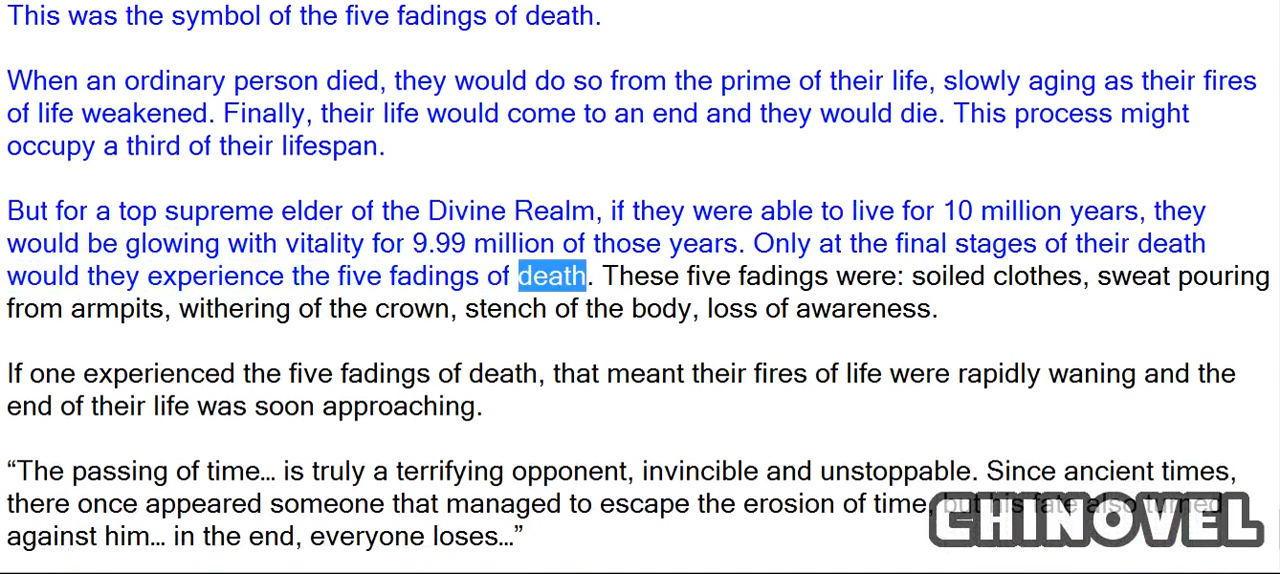 This was the symbol of the five fadings of death.
When an ordinary person died, they would do so from the prime of their life, slowly aging as their fires
of life weakened. Finally, their life would come to an end and they would die. This process might
occupy a third of their lifespan.
But for a top supreme elder of the Divine Realm, if they were able to live for 10 million years, they
would be glowing with vitality for 9.99 million of those years. Only at the final stages of their death
would they experience the five fadings of death. These five fadings were: soiled clothes, sweat pouring
from armpits, withering of the crown, stench of the body, loss of awareness.
If one experienced the five fadings of death, that meant their fires of life were rapidly waning and the
end of their life was soon approaching.
“The passing of time… is truly a terrifying opponent, invincible and unstoppable. Since ancient times,
there once appeared someone that managed to escape the erosion of time, but his fate also turned
against him… in the end, everyone loses…”
CHINOVEL